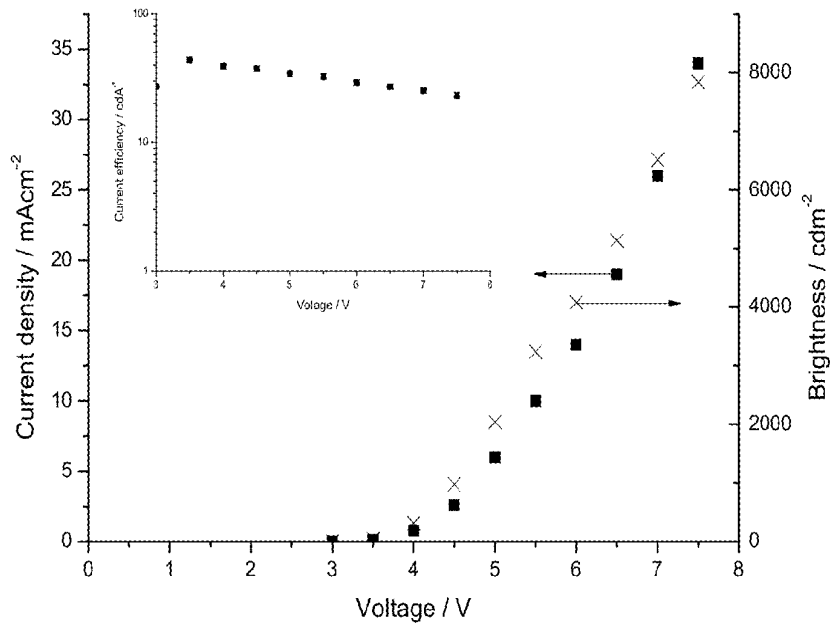 100
10
1
Current efficiency / cdA⁻¹
3 4 5 6 7 8
Volage / V
35
30
25
20
15
10
5
0
Current density / mAcm⁻²
8000
6000
4000
2000
0
Brightness / cdm⁻²
0 1 2 3 4 5 6 7 8
Voltage / V